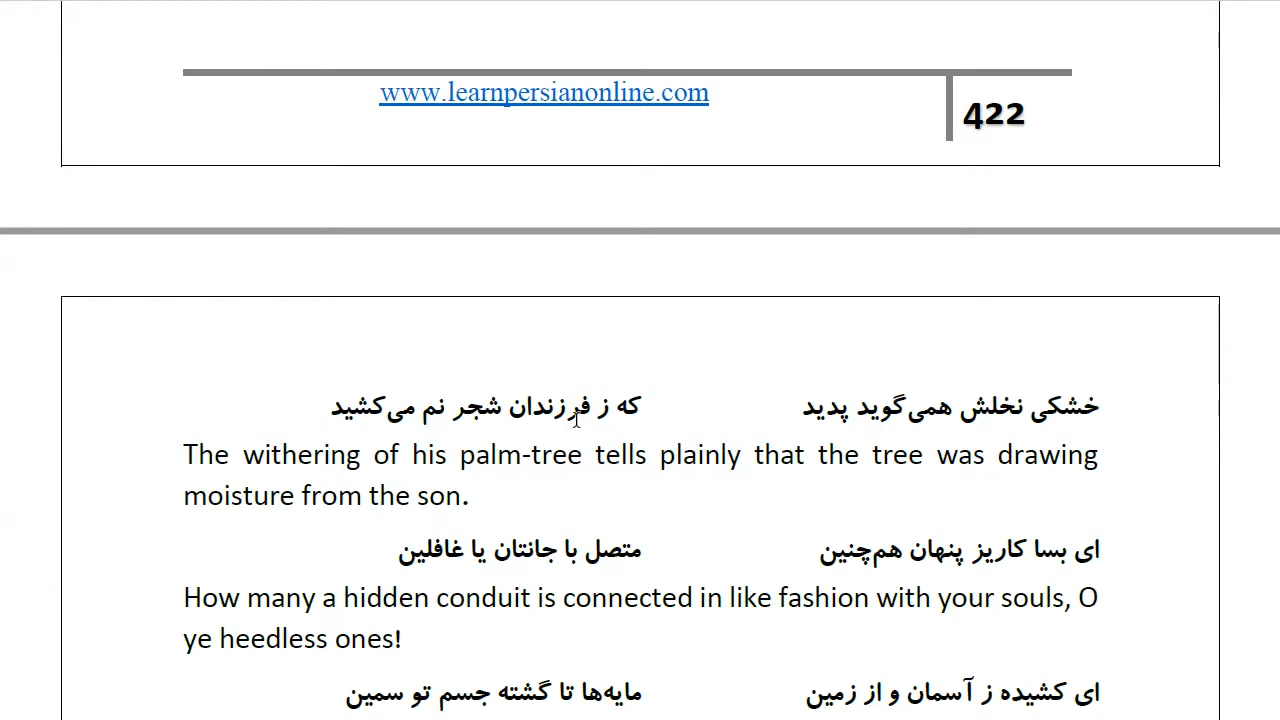 www.learnpersianonline.com
422
خشکی نخلش همی‌گوید پدید که ز فرزندان شجر نم می‌کشید
The withering of his palm-tree tells plainly that the tree was drawing
moisture from the son.
ای بسا کاریز پنهان هم‌چنین متصل با جانتان یا غافلین
How many a hidden conduit is connected in like fashion with your souls, O
ye heedless ones!
ای کشیده ز آسمان و از زمین مایه‌ها تا گشته جسم تو سمین